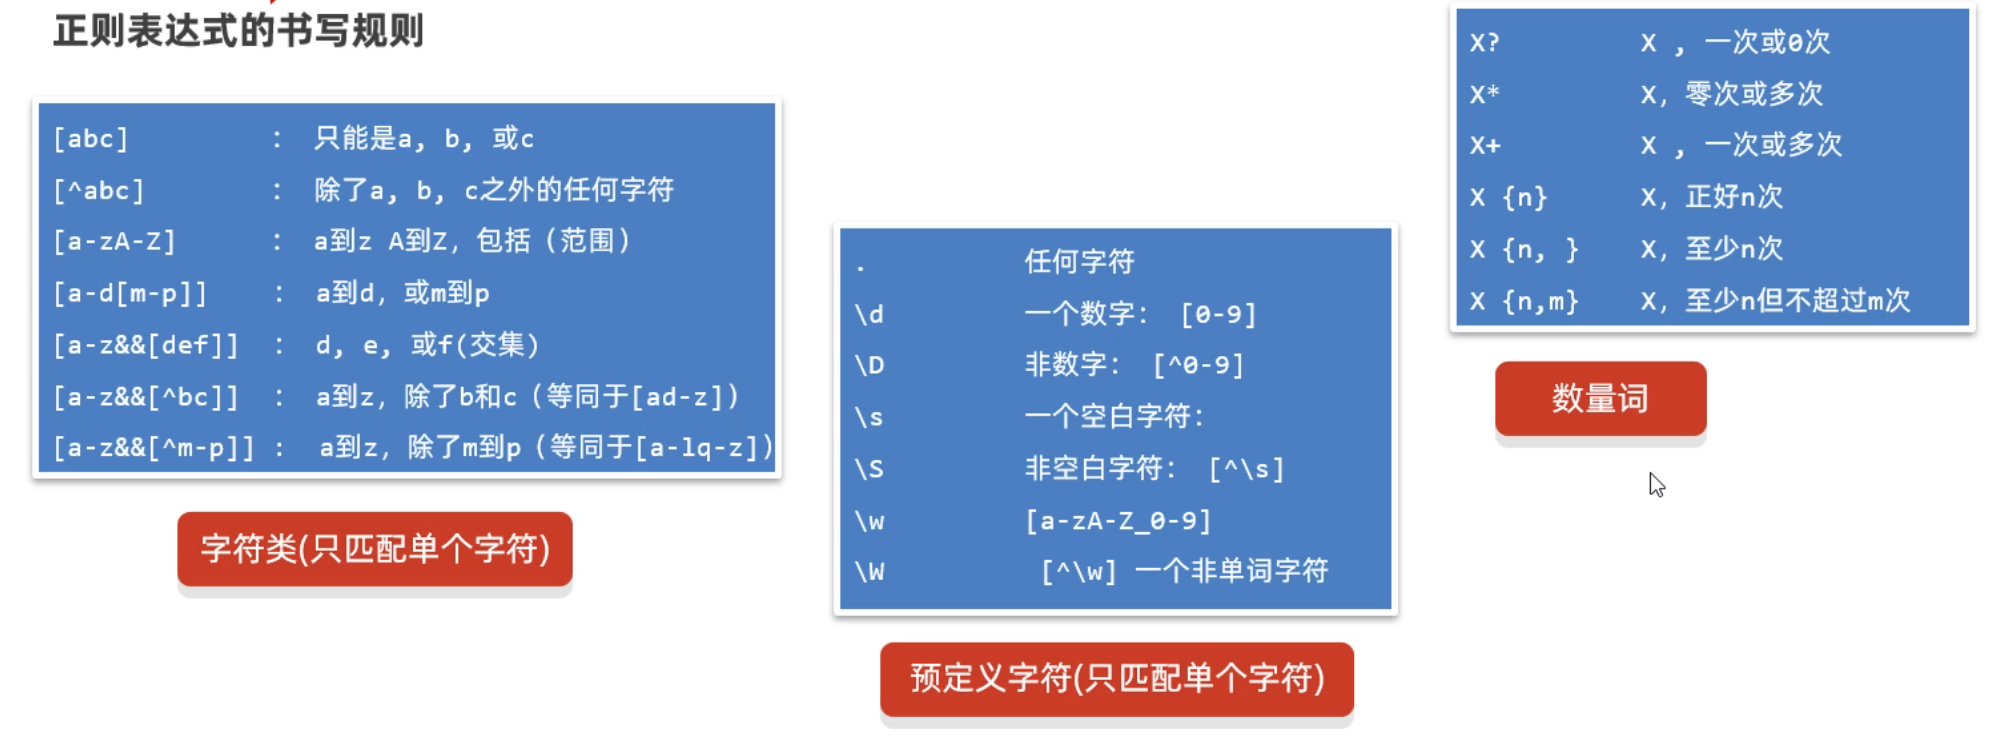 正则表达式的书写规则
[abc] : 只能是a, b, 或c
[^abc] : 除了a, b, c之外的任何字符
[a-zA-Z] : a到z A到Z，包括（范围）
[a-d[m-p]] : a到d，或m到p
[a-z&&[def]] : d, e, 或f(交集)
[a-z&&[^bc]] : a到z，除了b和c（等同于[ad-z]）
[a-z&&[^m-p]] : a到z，除了m到p（等同于[a-lq-z]）
字符类(只匹配单个字符)
. 任何字符
\d 一个数字： [0-9]
\D 非数字： [^0-9]
\s 一个空白字符：
\S 非空白字符： [^\s]
\w [a-zA-Z_0-9]
\W [^\w] 一个非单词字符
预定义字符(只匹配单个字符)
X? X , 一次或0次
X* X，零次或多次
X+ X , 一次或多次
X {n} X，正好n次
X {n, } X，至少n次
X {n,m} X，至少n但不超过m次
数量词